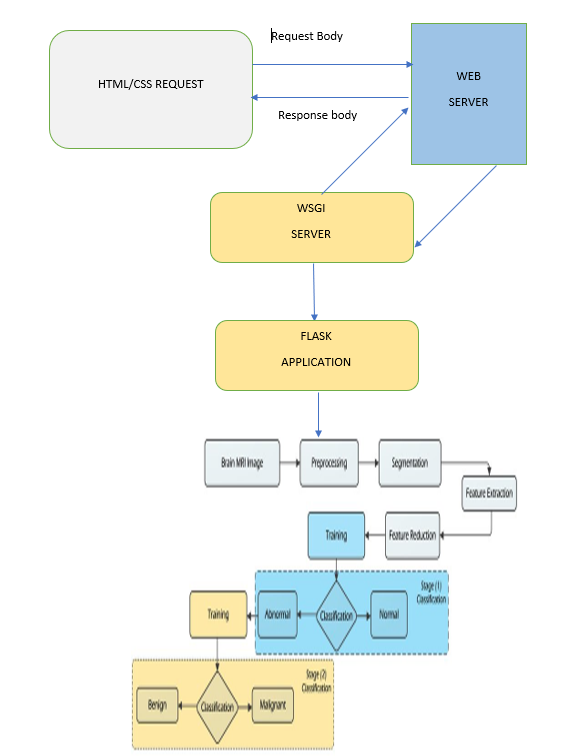 Request Body
HTML/CSS REQUEST
WEB
SERVER
Response body
WSGI
SERVER
FLASK
APPLICATION
Brain MRI Image
Preprocessing
Segmentation
Feature Extraction
Training
Feature Reduction
Stage (1)
Classification
Training
Abnormal
Classification
Normal
Stage (2)
Classification
Benign
Classification
Malignant